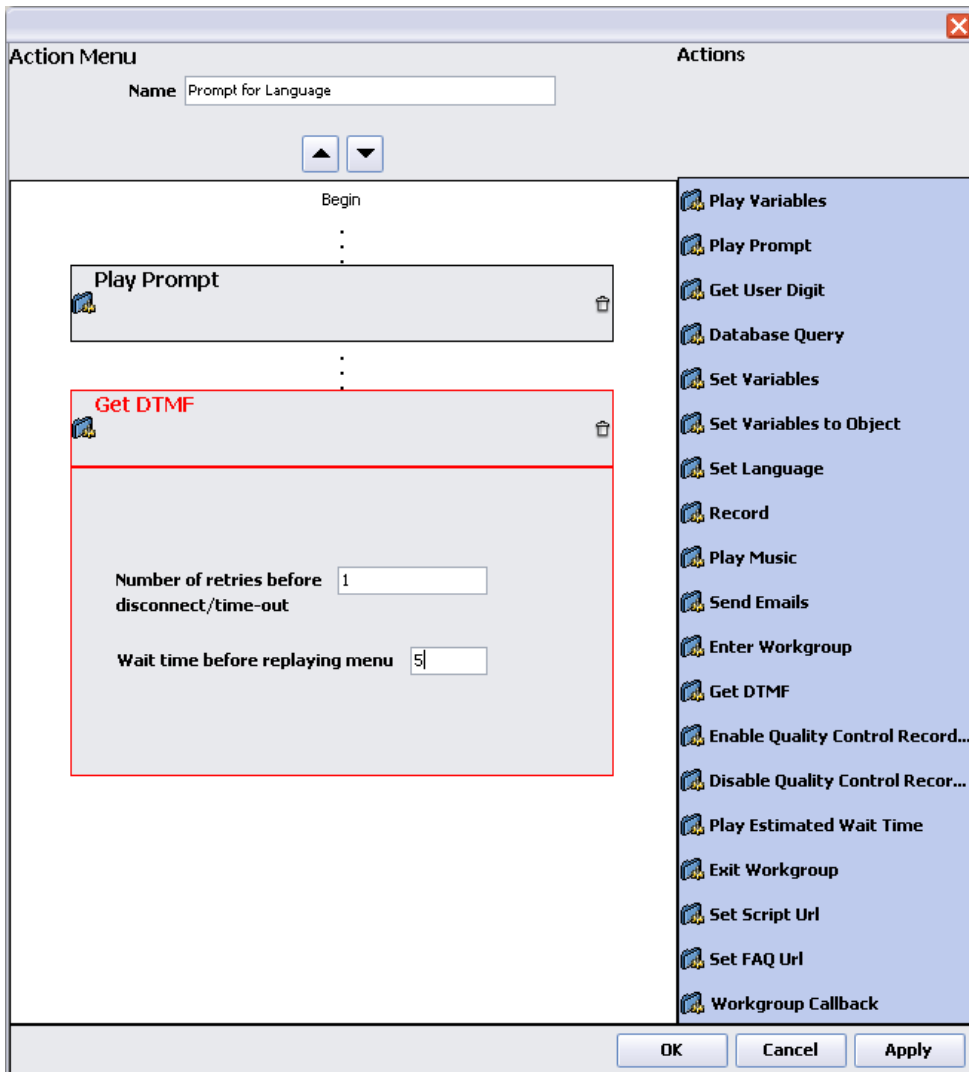 Action Menu
Name Prompt for Language
Begin
Play Prompt
Get DTMF
Number of retries before 1
disconnect/time-out
Wait time before replaying menu 5
Actions
Play Variables
Play Prompt
Get User Digit
Database Query
Set Variables
Set Variables to Object
Set Language
Record
Play Music
Send Emails
Enter Workgroup
Get DTMF
Enable Quality Control Record...
Disable Quality Control Recor...
Play Estimated Wait Time
Exit Workgroup
Set Script Url
Set FAQ Url
Workgroup Callback
OK Cancel Apply